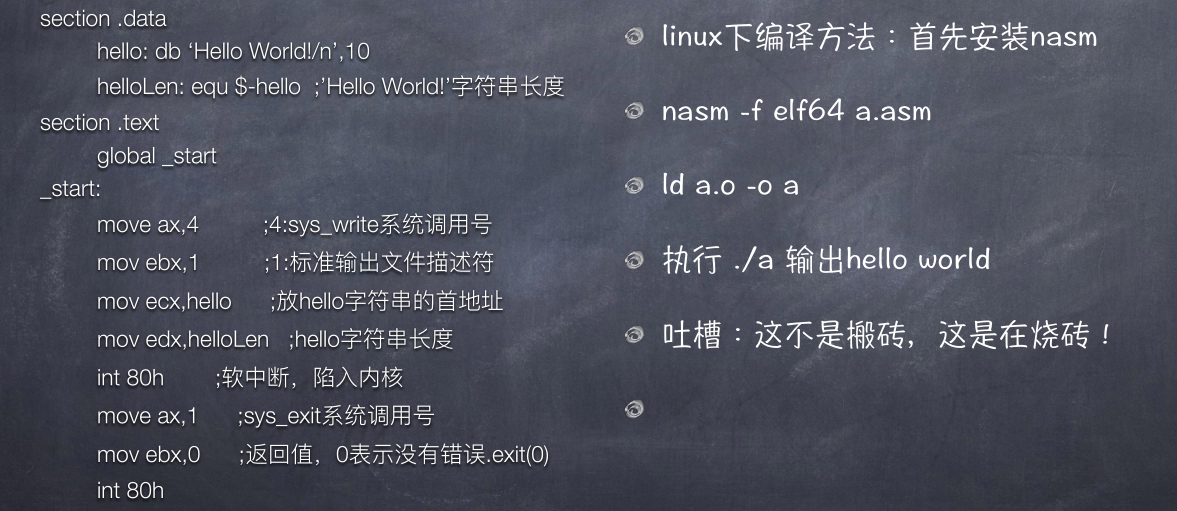 section .data
hello: db ‘Hello World!/n’,10
helloLen: equ $-hello  ;’Hello World!’字符串长度
section .text
global _start
_start:
move ax,4  ;4:sys_write系统调用号
mov ebx,1  ;1:标准输出文件描述符
mov ecx,hello  ;放hello字符串的首地址
mov edx,helloLen  ;hello字符串长度
int 80h  ;软中断，陷入内核
move ax,1  ;sys_exit系统调用号
mov ebx,0  ;返回值，0表示没有错误.exit(0)
int 80h
linux下编译方法：首先安装nasm
nasm -f elf64 a.asm
ld a.o -o a
执行 ./a 输出hello world
吐槽：这不是搬砖，这是在烧砖！